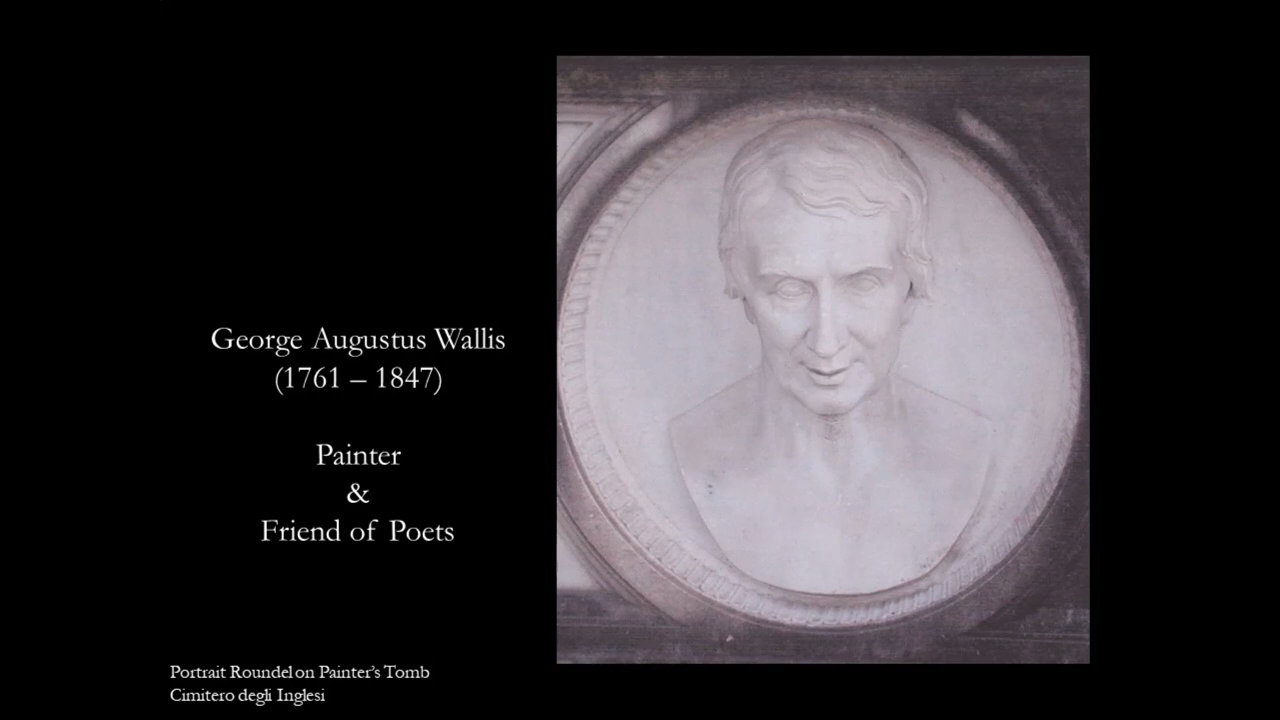 George Augustus Wallis
(1761 – 1847)
Painter
&
Friend of Poets
Portrait Roundel on Painter's Tomb
Cimitero degli Inglesi